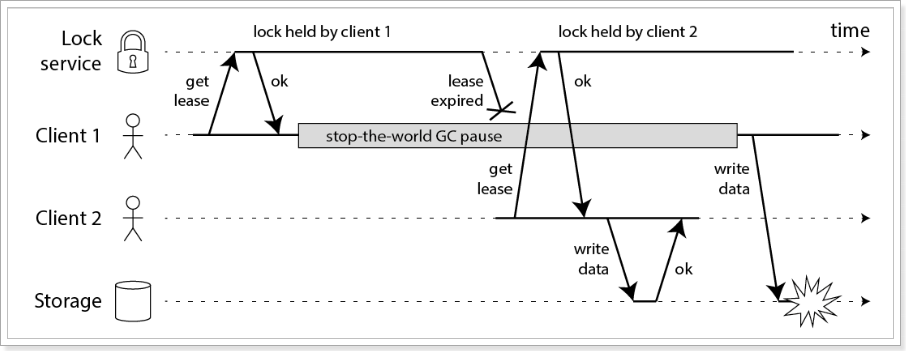 lock held by client 1
lock held by client 2
time
Lock
service
get
lease
ok
lease
expired
ok
Client 1
stop-the-world GC pause
get
lease
write
data
Client 2
write
data
ok
Storage